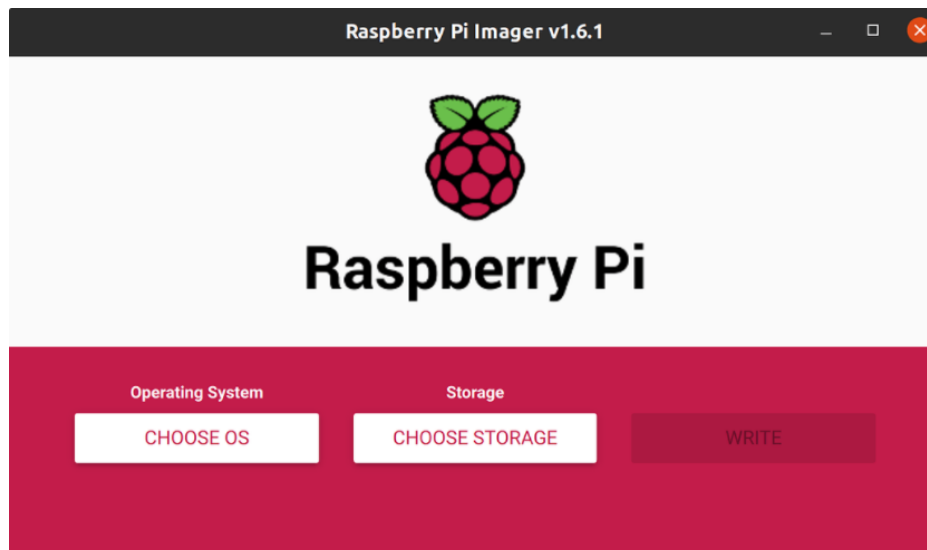 Raspberry Pi Imager v1.6.1
Raspberry Pi
Operating System
Storage
CHOOSE OS
CHOOSE STORAGE
WRITE